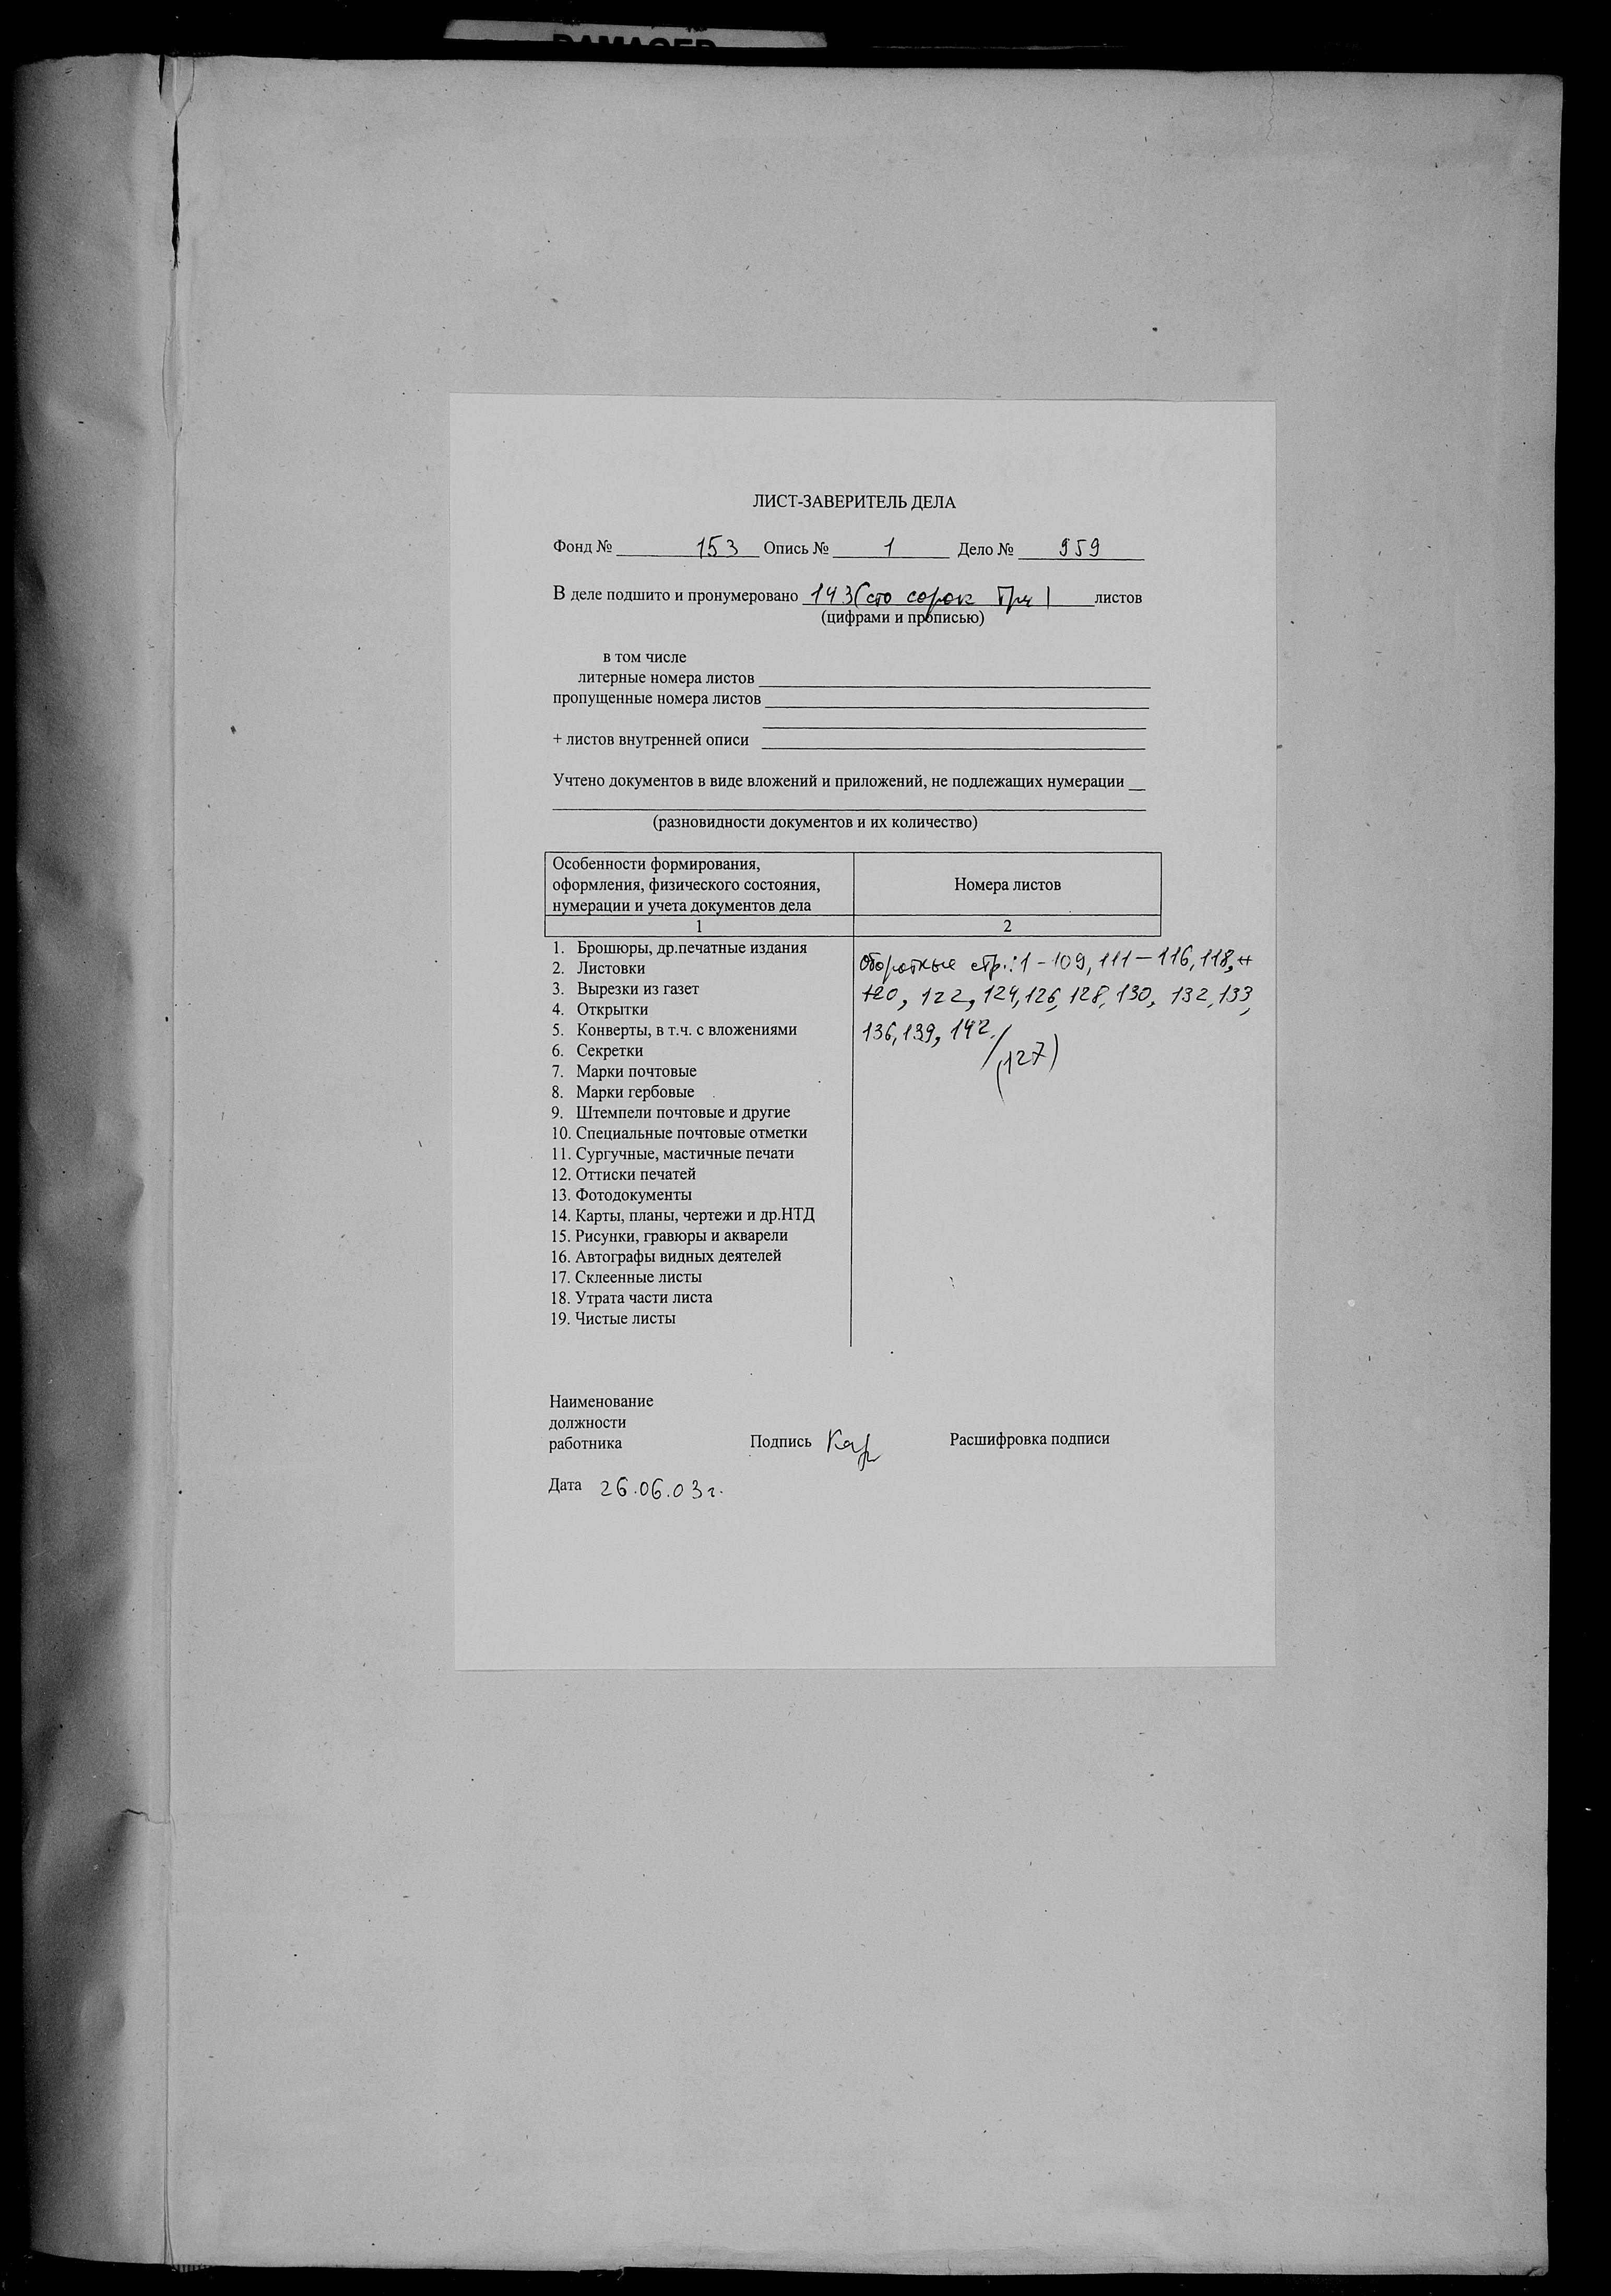 ЛИСТ-ЗАВЕРИТЕЛЬ ДЕЛА
Фонд № 153 Опись № 1 Дело № 959
В деле подшито и пронумеровано 143 (сто сорок три) листов
(цифрами и прописью)
в том числе
литерные номера листов
пропущенные номера листов
+ листов внутренней описи
Учтено документов в виде вложений и приложений, не подлежащих нумерации
(разновидности документов и их количество)
Особенности формирования,
оформления, физического состояния,
нумерации и учета документов дела
Номера листов
1 2
1. Брошюры, др.печатные издания
2. Листовки
3. Вырезки из газет
4. Открытки
5. Конверты, в т.ч. с вложениями
6. Секретки
7. Марки почтовые
8. Марки гербовые
9. Штемпели почтовые и другие
10. Специальные почтовые отметки
11. Сургучные, мастичные печати
12. Оттиски печатей
13. Фотодокументы
14. Карты, планы, чертежи и др.НТД
15. Рисунки, гравюры и акварели
16. Автографы видных деятелей
17. Склеенные листы
18. Утрата части листа
19. Чистые листы
Оборотные стр.: 1-109, 111-116, 118,
120, 122, 124, 126, 128, 130, 132, 133,
136, 139, 142.
(127)
Наименование
должности
работника
Подпись Кар
Расшифровка подписи
Дата 26.06.03г.